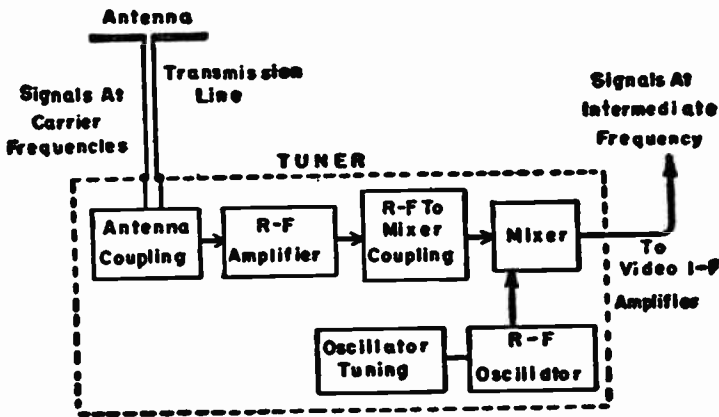 Antenna
Transmission
Line
Signals At
Carrier
Frequencies
Signals At
Intermediate
Frequency
TUNER
Antenna
Coupling
R-F
Amplifier
R-F To
Mixer
Coupling
Mixer
To
Video I-F
Amplifier
Oscillator
Tuning
R-F
Oscillator